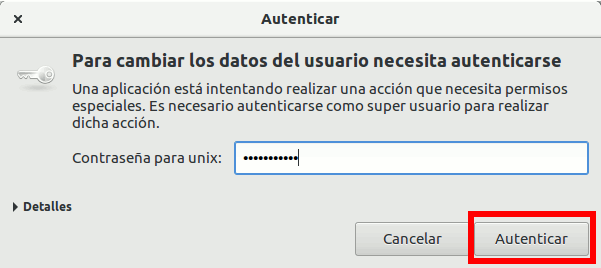 Autenticar
Para cambiar los datos del usuario necesita autenticarse
Una aplicación está intentando realizar una acción que necesita permisos
especiales. Es necesario autenticarse como super usuario para realizar
dicha acción.
Contraseña para unix: •••••••••••
Detalles
Cancelar Autenticar